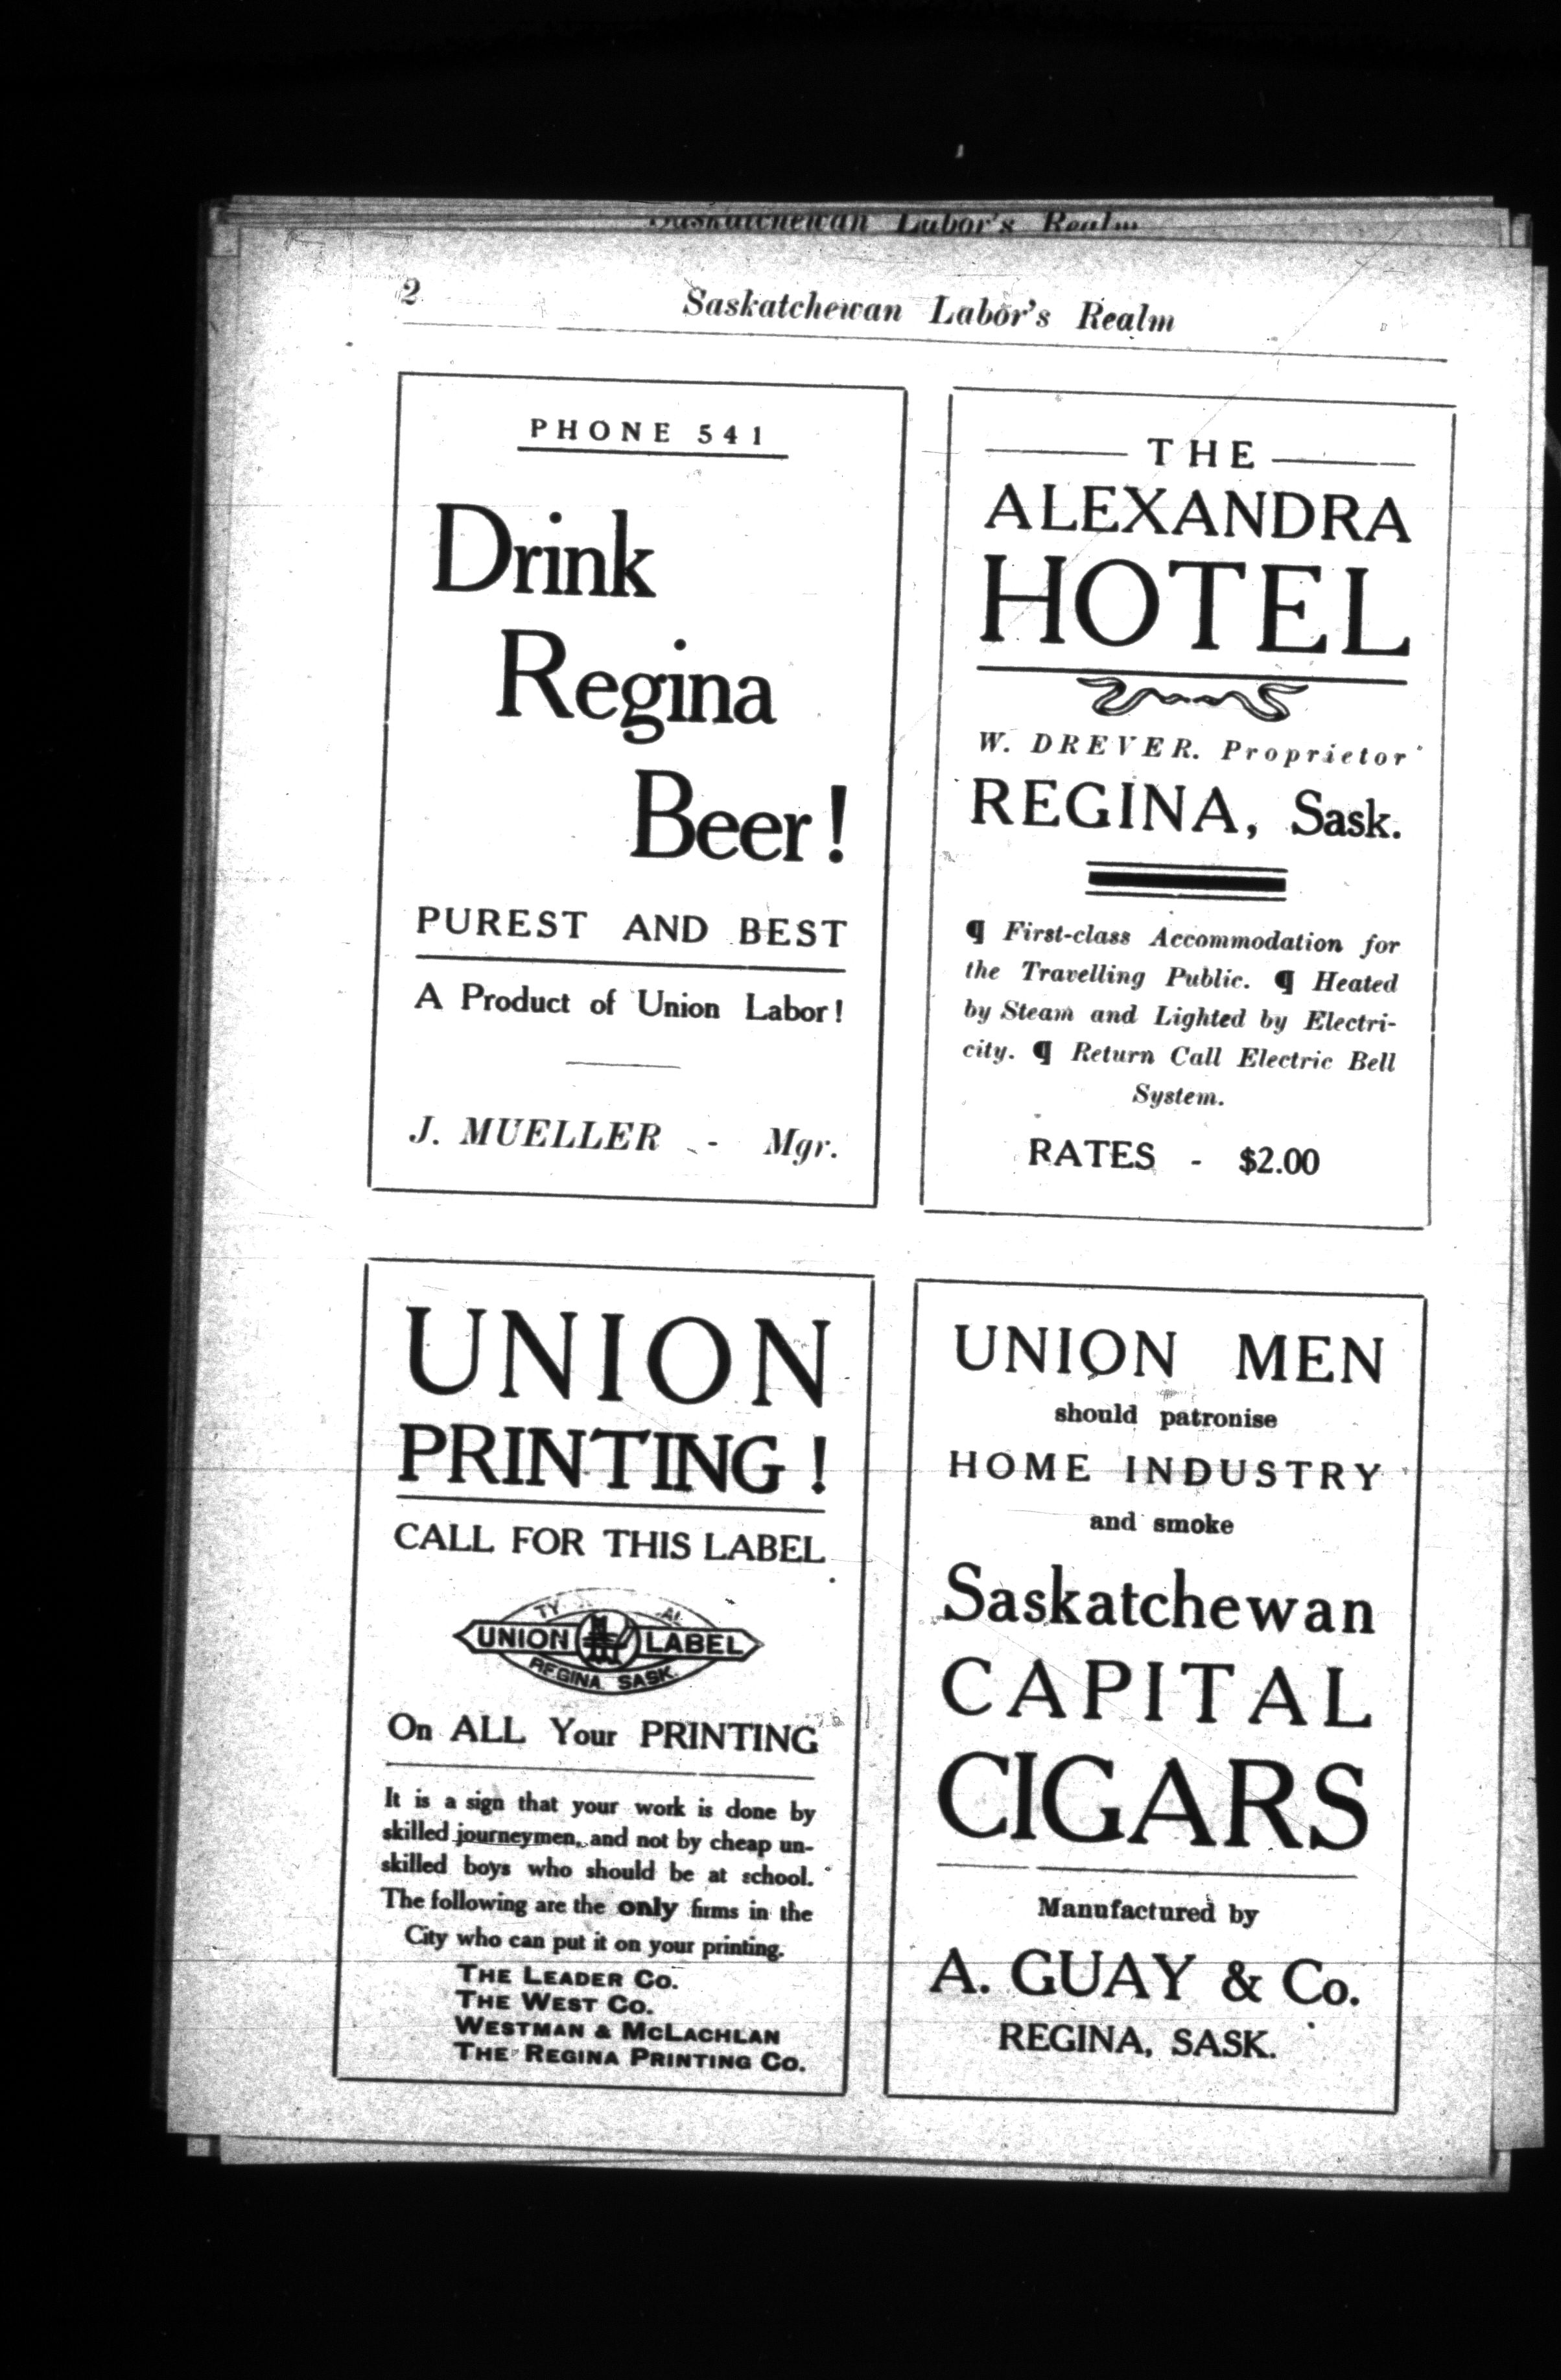 Saskatchewan Labor's Realm
2
Saskatchewan Labor's Realm
PHONE 541
Drink
Regina
Beer!
PUREST AND BEST
A Product of Union Labor!
J. MUELLER - Mgr.
THE
ALEXANDRA
HOTEL
W. DREVER. Proprietor
REGINA, Sask.
¶ First-class Accommodation for
the Travelling Public. ¶ Heated
by Steam and Lighted by Electri-
city. ¶ Return Call Electric Bell
System.
RATES - $2.00
UNION
PRINTING!
CALL FOR THIS LABEL
UNION LABEL
REGINA SASK.
On ALL Your PRINTING
It is a sign that your work is done by
skilled journeymen, and not by cheap un-
skilled boys who should be at school.
The following are the only firms in the
City who can put it on your printing.
THE LEADER CO.
THE WEST CO.
WESTMAN & MCLACHLAN
THE REGINA PRINTING CO.
UNION MEN
should patronise
HOME INDUSTRY
and smoke
Saskatchewan
CAPITAL
CIGARS
Manufactured by
A. GUAY & Co.
REGINA, SASK.